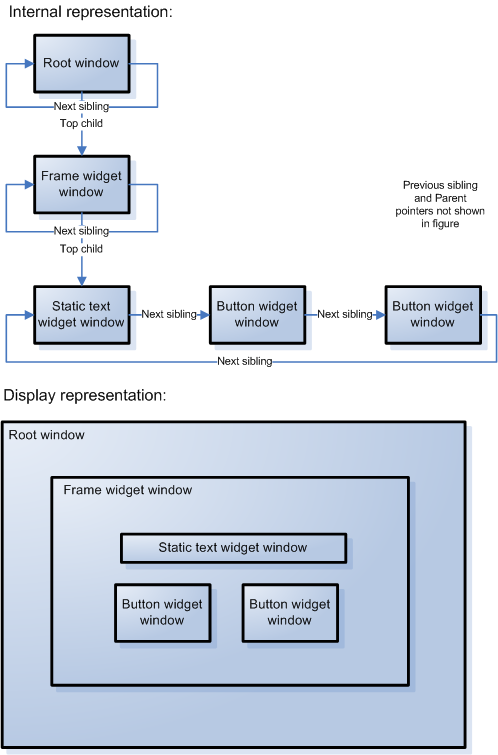 Internal representation:
Root window
Next sibling
Top child
Frame widget
window
Previous sibling
and Parent
pointers not shown
in figure
Next sibling
Top child
Static text
widget window
Next sibling
Button widget
window
Next sibling
Button widget
window
Next sibling
Display representation:
Root window
Frame widget window
Static text widget window
Button widget
window
Button widget
window